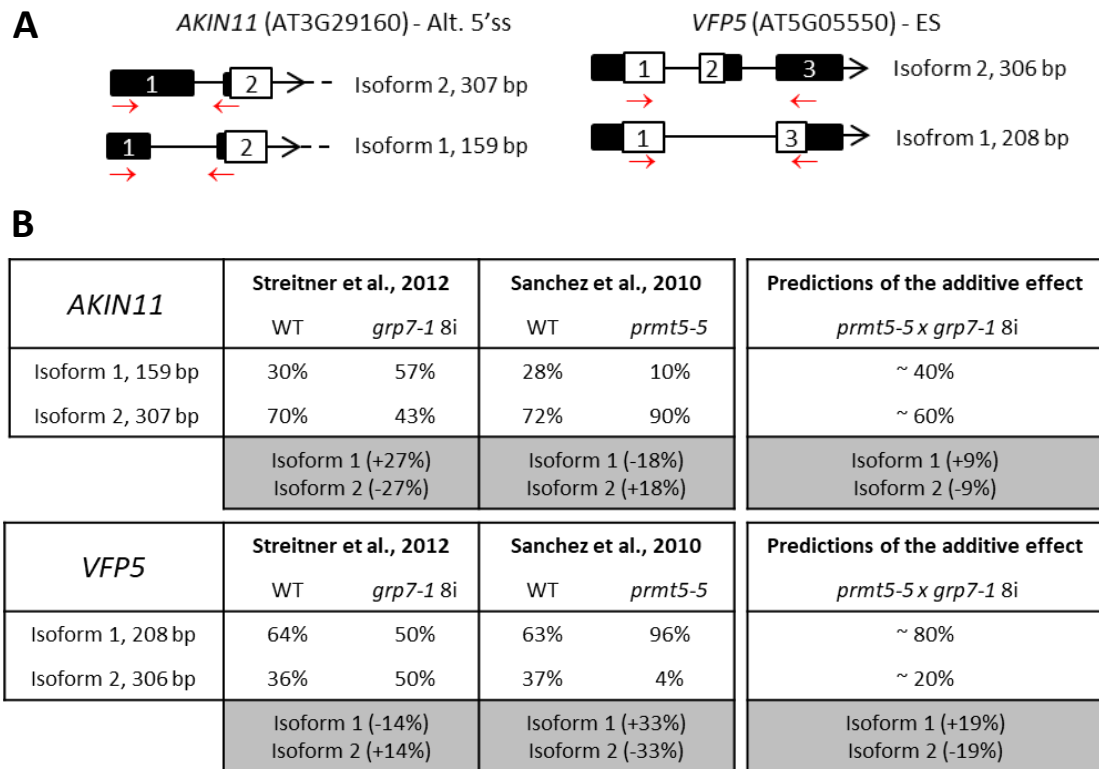 A
AKIN11 (AT3G29160) - Alt. 5’ss
1
2
Isoform 2, 307 bp
1
2
Isoform 1, 159 bp
VFP5 (AT5G05550) - ES
1
2
3
Isoform 2, 306 bp
1
3
Isofrom 1, 208 bp
B
AKIN11
Streitner et al., 2012
Sanchez et al., 2010
Predictions of the additive effect
WT grp7-1 8i WT prmt5-5 prmt5-5 x grp7-1 8i
Isoform 1, 159 bp 30% 57% 28% 10% ~ 40%
Isoform 2, 307 bp 70% 43% 72% 90% ~ 60%
Isoform 1 (+27%) Isoform 1 (-18%) Isoform 1 (+9%)
Isoform 2 (-27%) Isoform 2 (+18%) Isoform 2 (-9%)
VFP5
Streitner et al., 2012
Sanchez et al., 2010
Predictions of the additive effect
WT grp7-1 8i WT prmt5-5 prmt5-5 x grp7-1 8i
Isoform 1, 208 bp 64% 50% 63% 96% ~ 80%
Isoform 2, 306 bp 36% 50% 37% 4% ~ 20%
Isoform 1 (-14%) Isoform 1 (+33%) Isoform 1 (+19%)
Isoform 2 (+14%) Isoform 2 (-33%) Isoform 2 (-19%)